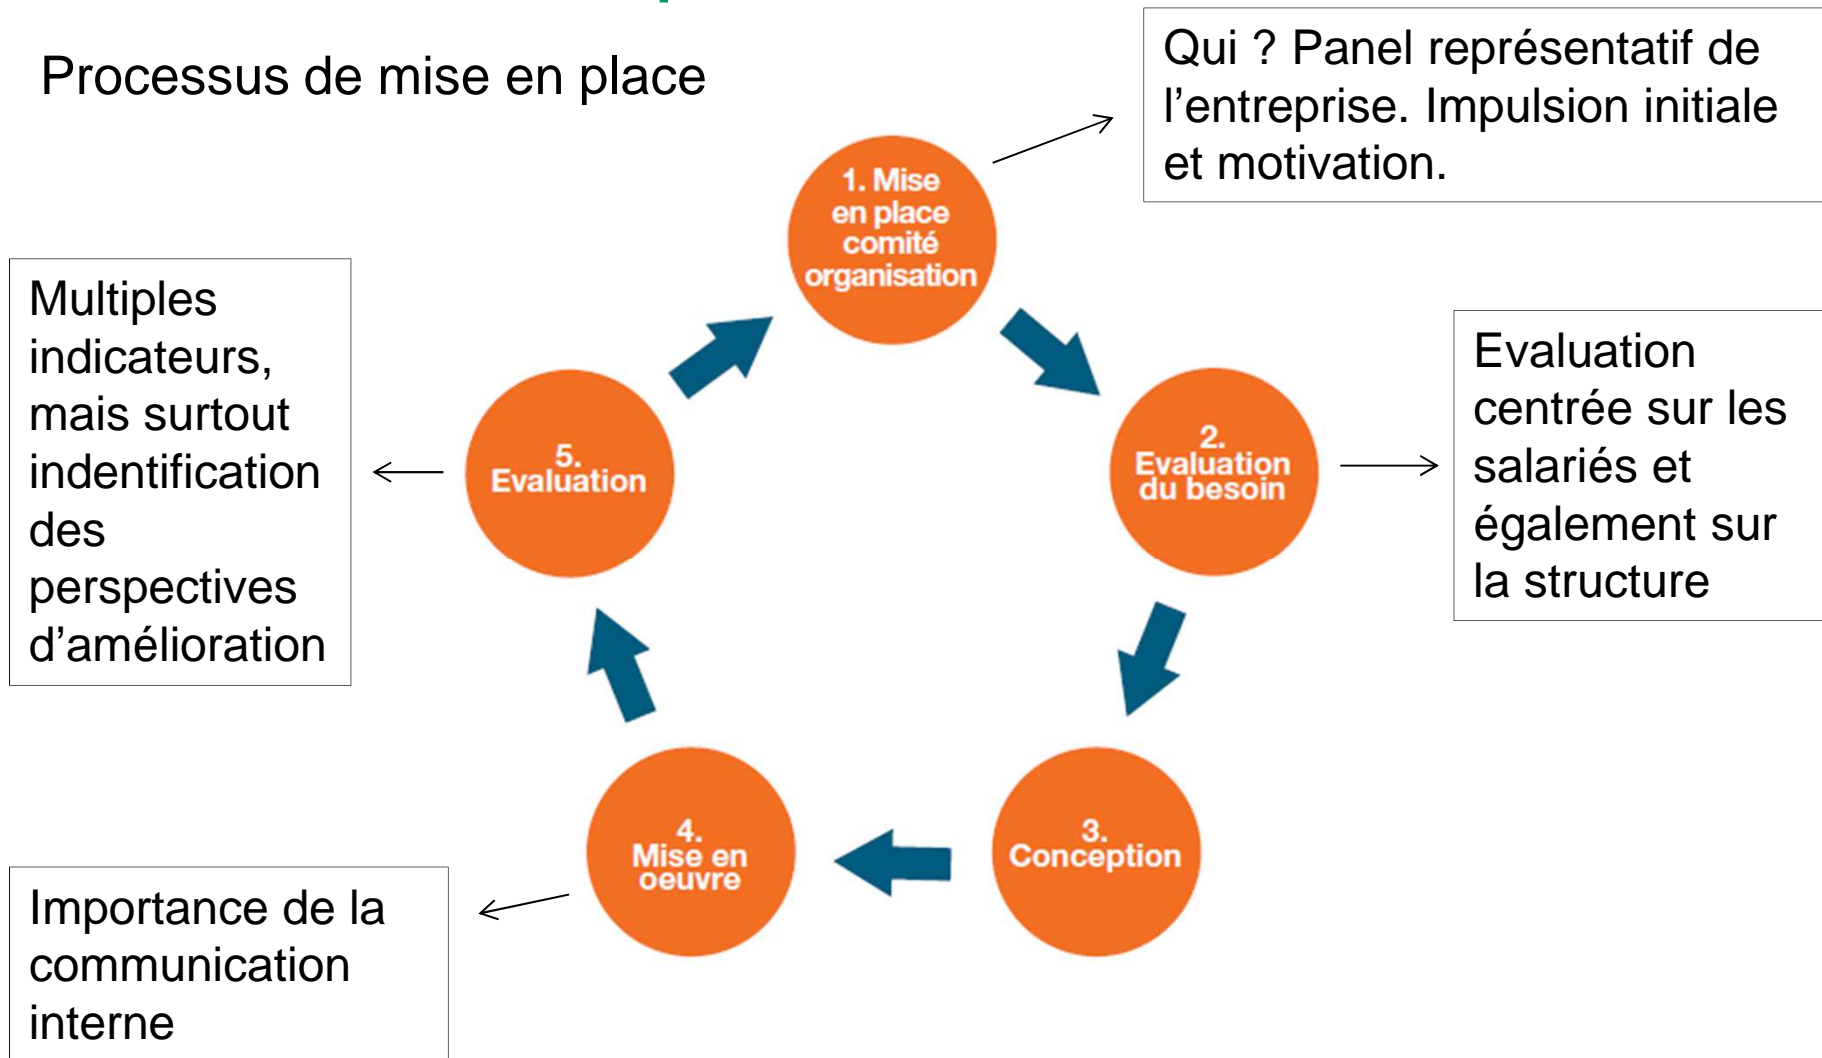 Processus de mise en place
Qui ? Panel représentatif de
l’entreprise. Impulsion initiale
et motivation.
1. Mise
en place
comité
organisation
Multiples
indicateurs,
mais surtout
indentification
des
perspectives
d’amélioration
Evaluation
centrée sur les
salariés et
également sur
la structure
5.
Evaluation
2.
Evaluation
du besoin
4.
Mise en
oeuvre
3.
Conception
Importance de la
communication
interne